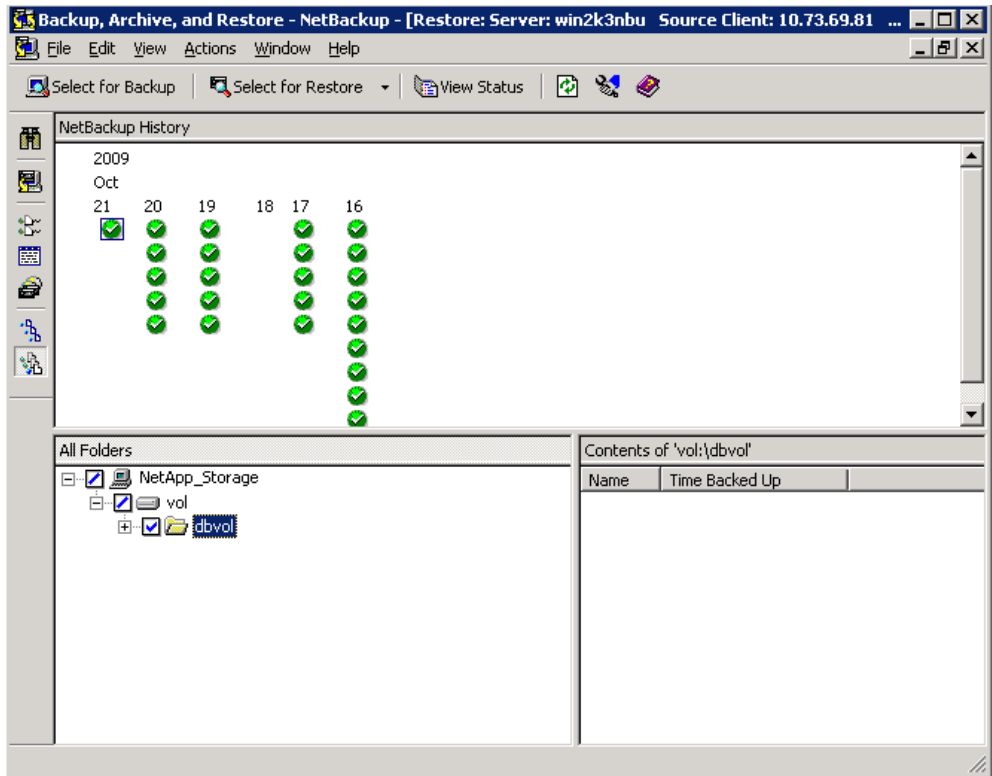 Backup, Archive, and Restore - NetBackup - [Restore: Server: win2k3nbu Source Client: 10.73.69.81 ...
File Edit View Actions Window Help
Select for Backup Select for Restore View Status
NetBackup History
2009
Oct
21 20 19 18 17 16
All Folders
Contents of 'vol:\dbvol'
NetApp_Storage
Name Time Backed Up
vol
dbvol